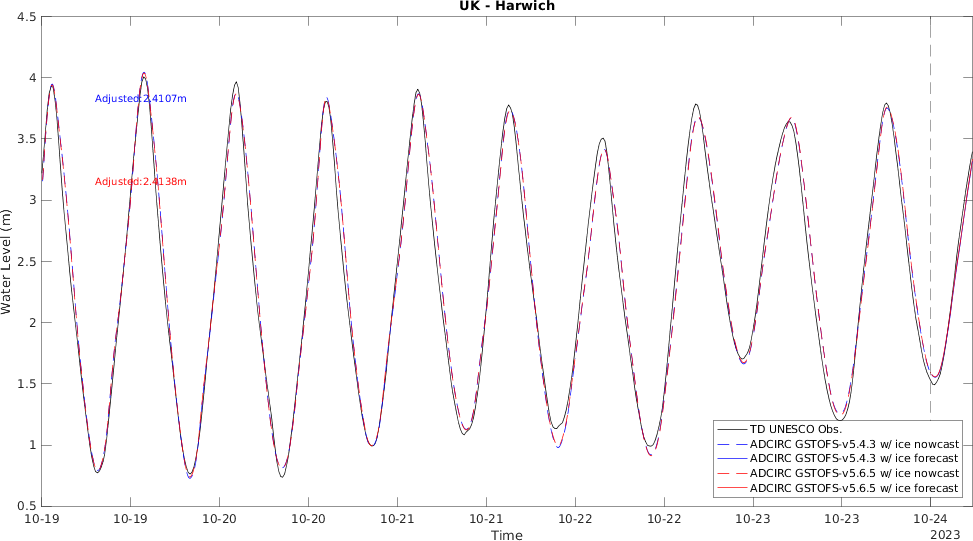 UK - Harwich
4.5
4
3.5
3
2.5
2
1.5
1
0.5
Water Level (m)
Adjusted:2.4107m
Adjusted:2.4138m
TD UNESCO Obs.
ADCIRC GSTOFS-v5.4.3 w/ ice nowcast
ADCIRC GSTOFS-v5.4.3 w/ ice forecast
ADCIRC GSTOFS-v5.6.5 w/ ice nowcast
ADCIRC GSTOFS-v5.6.5 w/ ice forecast
10-19 10-19 10-20 10-20 10-21 10-21 10-22 10-22 10-23 10-23 10-24
Time
2023